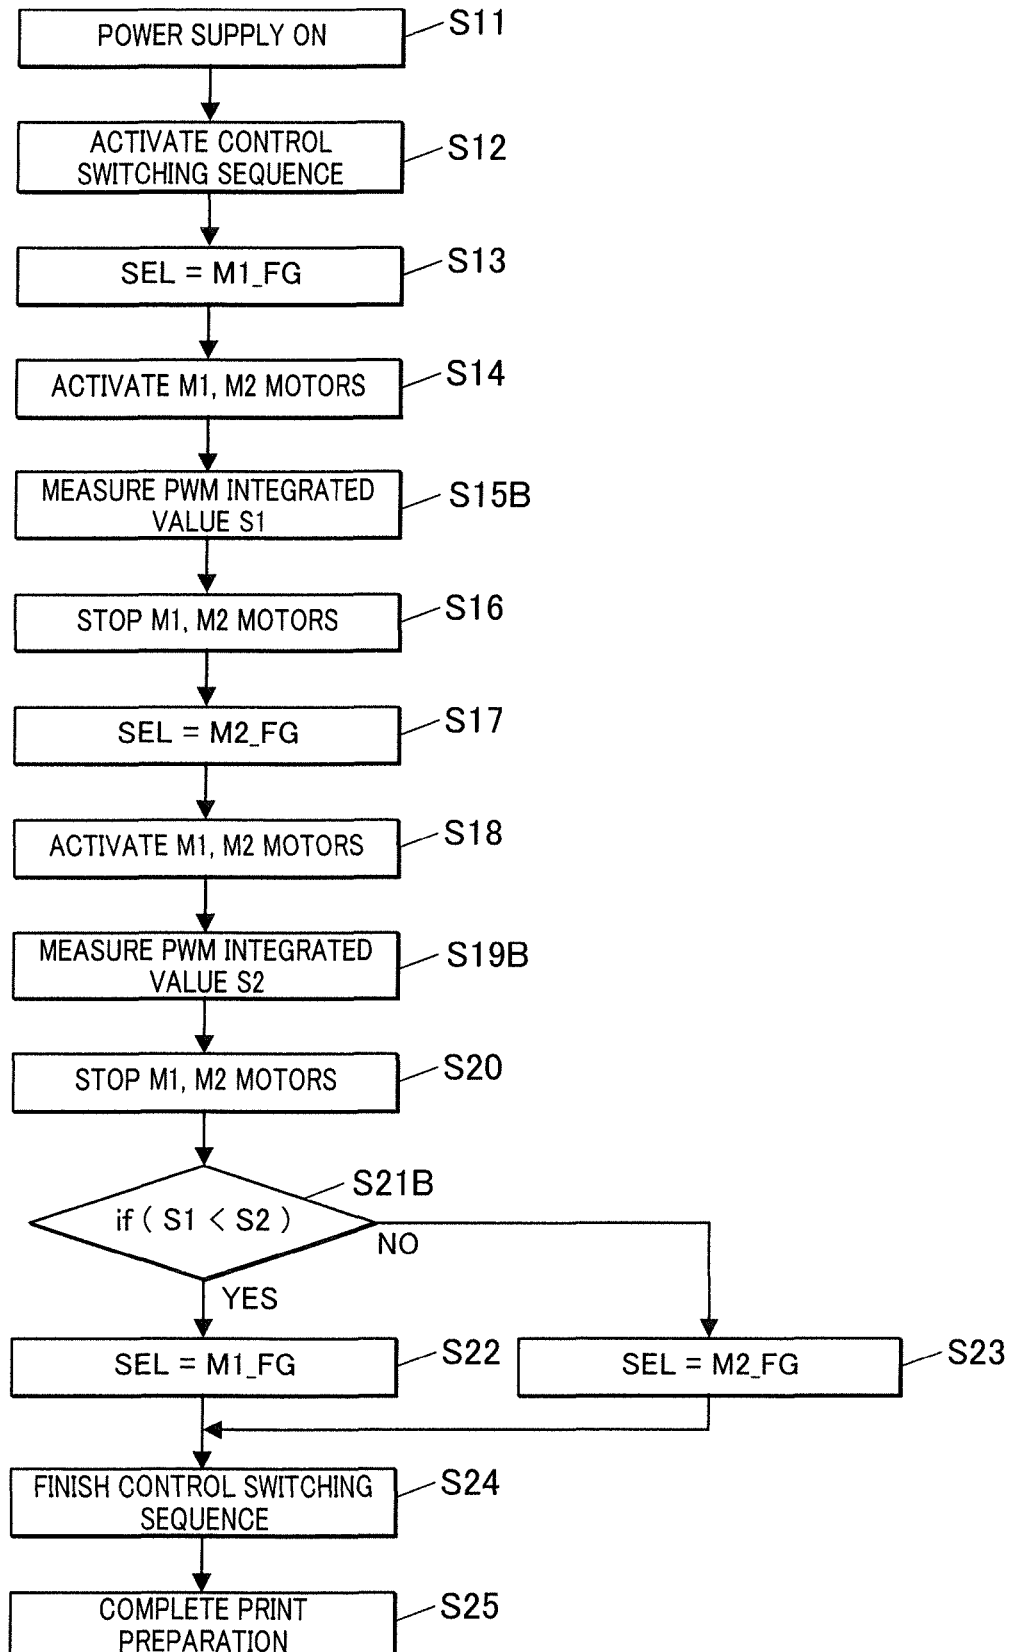 POWER SUPPLY ON
S11
ACTIVATE CONTROL
SWITCHING SEQUENCE
S12
SEL = M1_FG
S13
ACTIVATE M1, M2 MOTORS
S14
MEASURE PWM INTEGRATED
VALUE S1
S15B
STOP M1, M2 MOTORS
S16
SEL = M2_FG
S17
ACTIVATE M1, M2 MOTORS
S18
MEASURE PWM INTEGRATED
VALUE S2
S19B
STOP M1, M2 MOTORS
S20
if ( S1 < S2 )
S21B
NO
YES
SEL = M1_FG
S22
SEL = M2_FG
S23
FINISH CONTROL SWITCHING
SEQUENCE
S24
COMPLETE PRINT
PREPARATION
S25